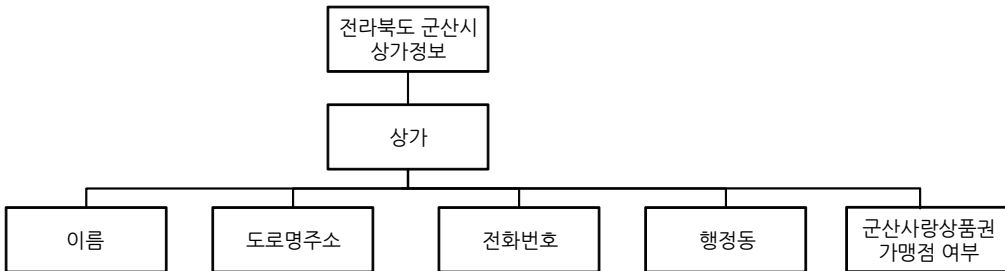 전라북도 군산시
상가정보
상가
이름
도로명주소
전화번호
행정동
군산사랑상품권
가맹점 여부